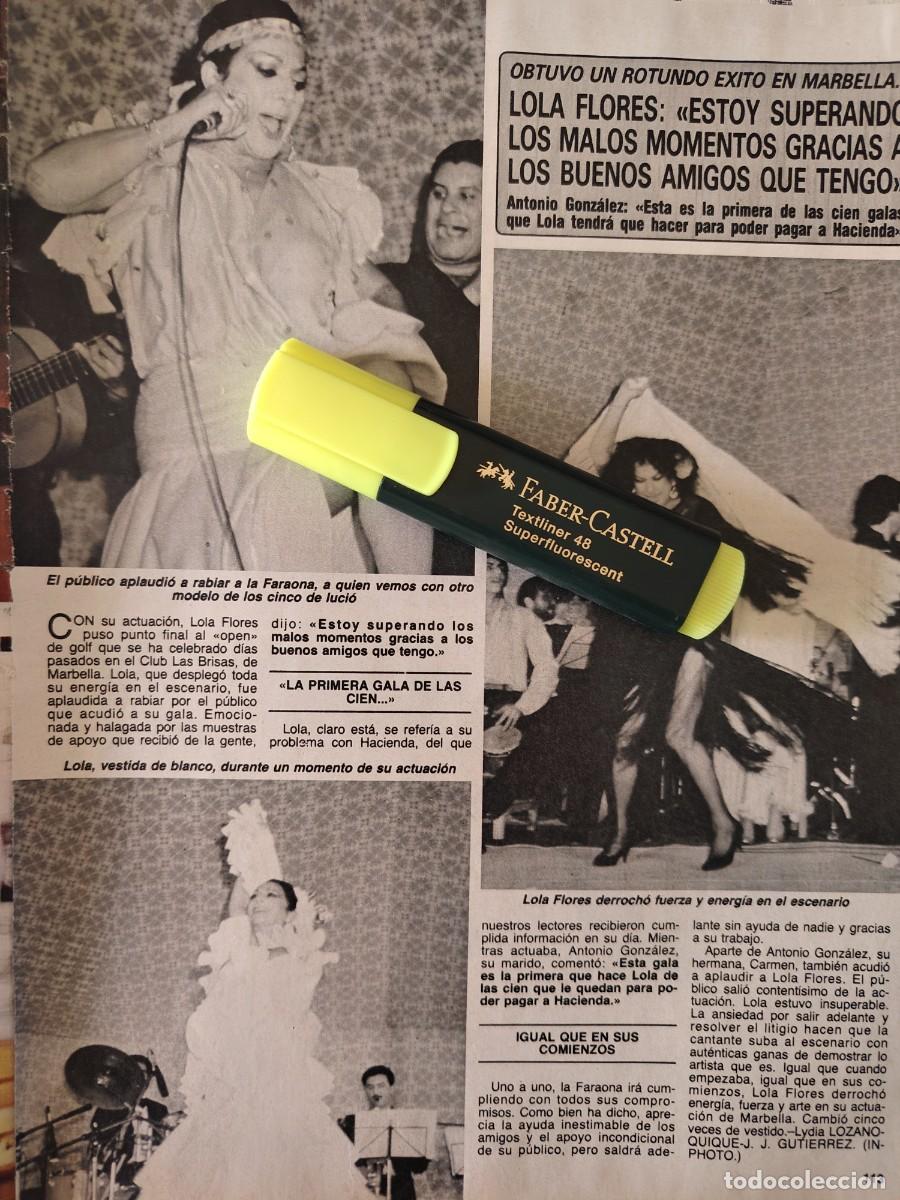 OBTUVO UN ROTUNDO EXITO EN MARBELLA.
LOLA FLORES: «ESTOY SUPERANDO
LOS MALOS MOMENTOS GRACIAS A
LOS BUENOS AMIGOS QUE TENGO»
Antonio González: «Esta es la primera de las cien galas
que Lola tendrá que hacer para poder pagar a Hacienda»
FABER-CASTELL
Textliner 48
Superfluorescent
El público aplaudió a rabiar a la Faraona, a quien vemos con otro
modelo de los cinco de lució
CON su actuación, Lola Flores
puso punto final al «open»
de golf que se ha celebrado días
pasados en el Club Las Brisas, de
Marbella. Lola, que desplegó toda
su energía en el escenario, fue
aplaudida a rabiar por el público
que acudió a su gala. Emocio-
nada y halagada por las muestras
de apoyo que recibió de la gente,
dijo: «Estoy superando los
malos momentos gracias a los
buenos amigos que tengo.»
«LA PRIMERA GALA DE LAS
CIEN...»
Lola, claro está, se refería a su
problema con Hacienda, del que
Lola, vestida de blanco, durante un momento de su actuación
Lola Flores derrochó fuerza y energía en el escenario
nuestros lectores recibieron cum-
plida información en su día. Mien-
tras actuaba, Antonio González,
su marido, comentó: «Esta gala
es la primera que hace Lola de
las cien que le quedan para po-
der pagar a Hacienda.»
IGUAL QUE EN SUS
COMIENZOS
Uno a uno, la Faraona irá cum-
pliendo con todos sus compro-
misos. Como bien ha dicho, apre-
cia la ayuda inestimable de los
amigos y el apoyo incondicional
de su público, pero saldrá ade-
lante sin ayuda de nadie y gracias
a su trabajo.
Aparte de Antonio González, su
hermana, Carmen, también acudió
a aplaudir a Lola Flores. El pú-
blico salió contentísimo de la ac-
tuación. Lola estuvo insuperable.
La ansiedad por salir adelante y
resolver el litigio hacen que la
cantante suba al escenario con
auténticas ganas de demostrar lo
artista que es. Igual que cuando
empezaba, igual que en sus co-
mienzos, Lola Flores derrochó
energía, fuerza y arte en su actua-
ción de Marbella. Cambió cinco
veces de vestido.–Lydia LOZANO-
QUIQUE-J. J. GUTIERREZ. (IN-
PHOTO.)
todocoleccion